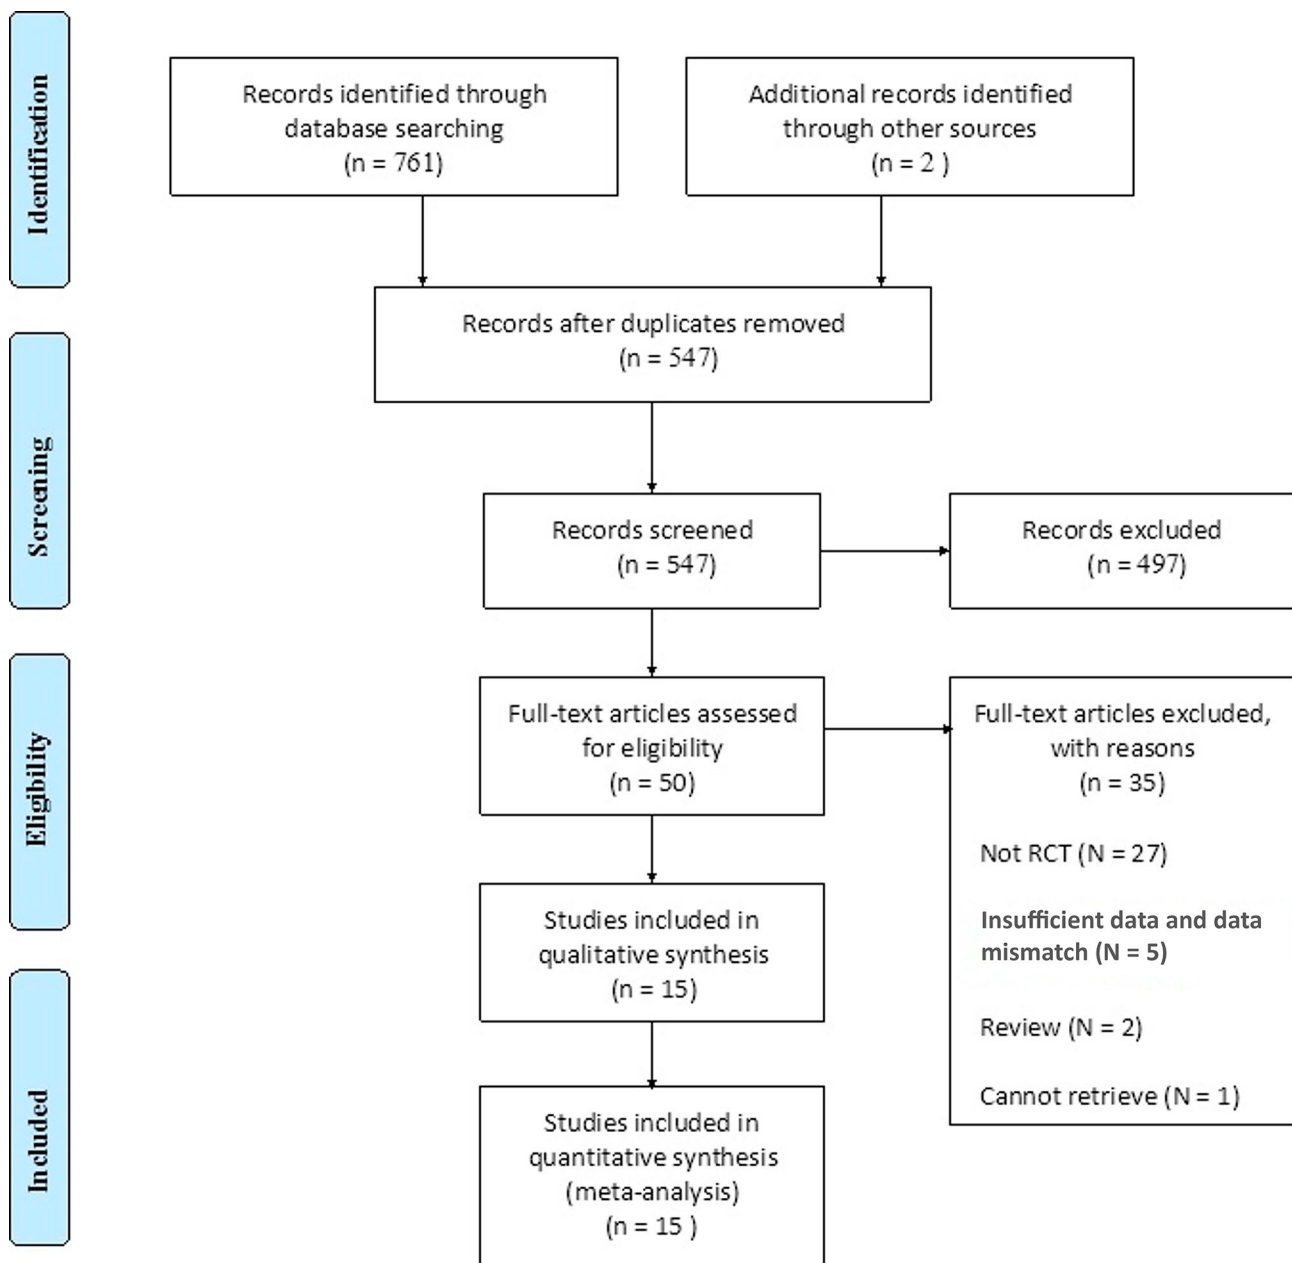 Identification
Records identified through
database searching
(n = 761)
Additional records identified
through other sources
(n = 2 )
Records after duplicates removed
(n = 547)
Screening
Records screened
(n = 547)
Records excluded
(n = 497)
Eligibility
Full-text articles assessed
for eligibility
(n = 50)
Full-text articles excluded,
with reasons
(n = 35)
Not RCT (N = 27)
Insufficient data and data
mismatch (N = 5)
Review (N = 2)
Cannot retrieve (N = 1)
Studies included in
qualitative synthesis
(n = 15)
Included
Studies included in
quantitative synthesis
(meta-analysis)
(n = 15 )